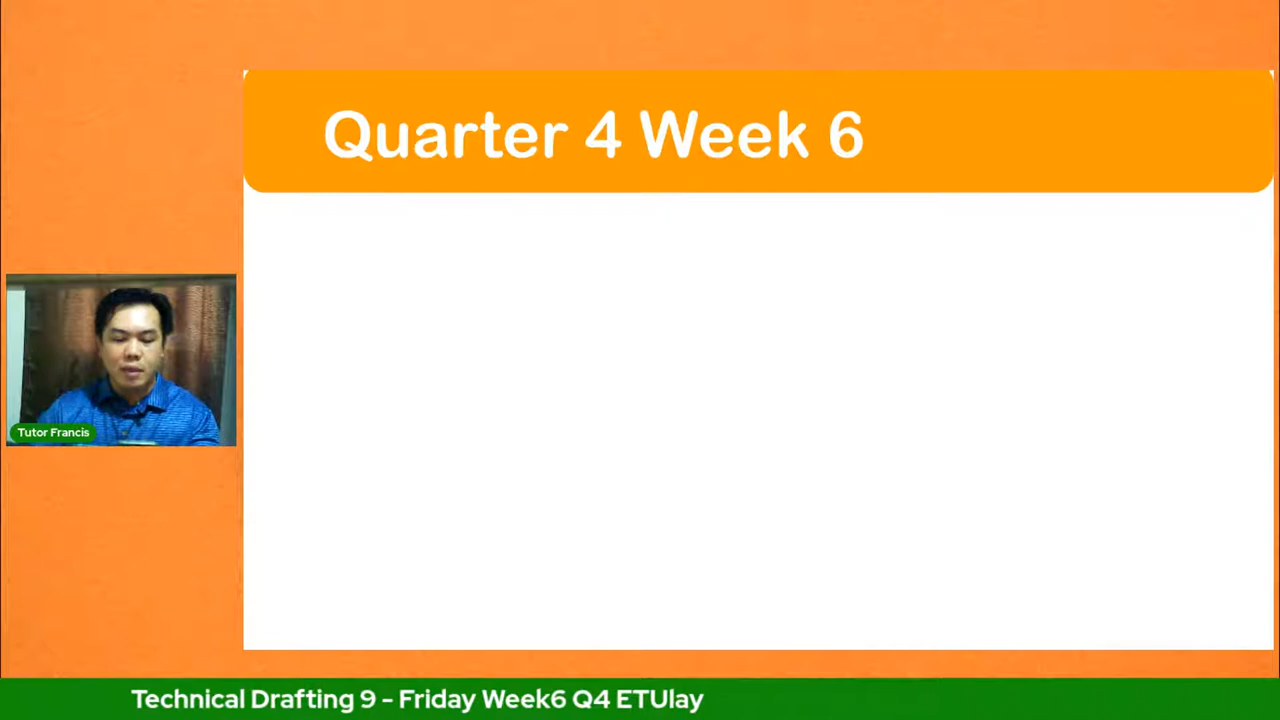 Quarter 4 Week 6
Tutor Francis
Technical Drafting 9 - Friday Week6 Q4 ETUlay